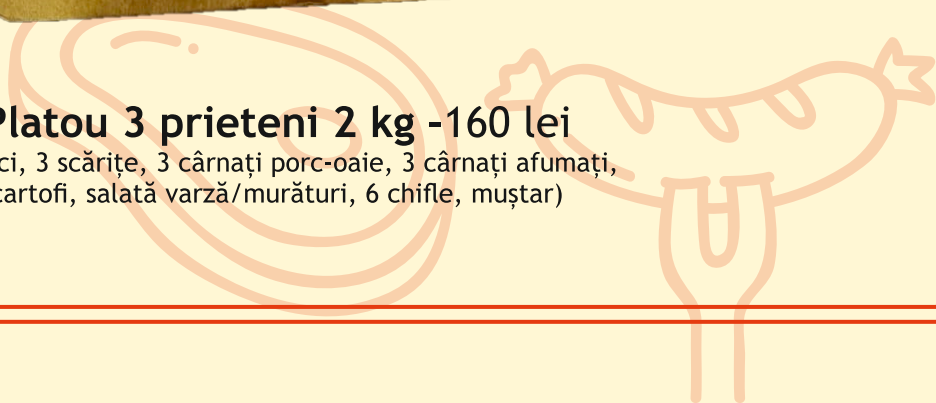 Platou 3 prieteni 2 kg -160 lei
3 scărițe, 3 cârnați porc-oaie, 3 cârnați afumați,
cartofi, salată varză/murături, 6 chifle, muștar)